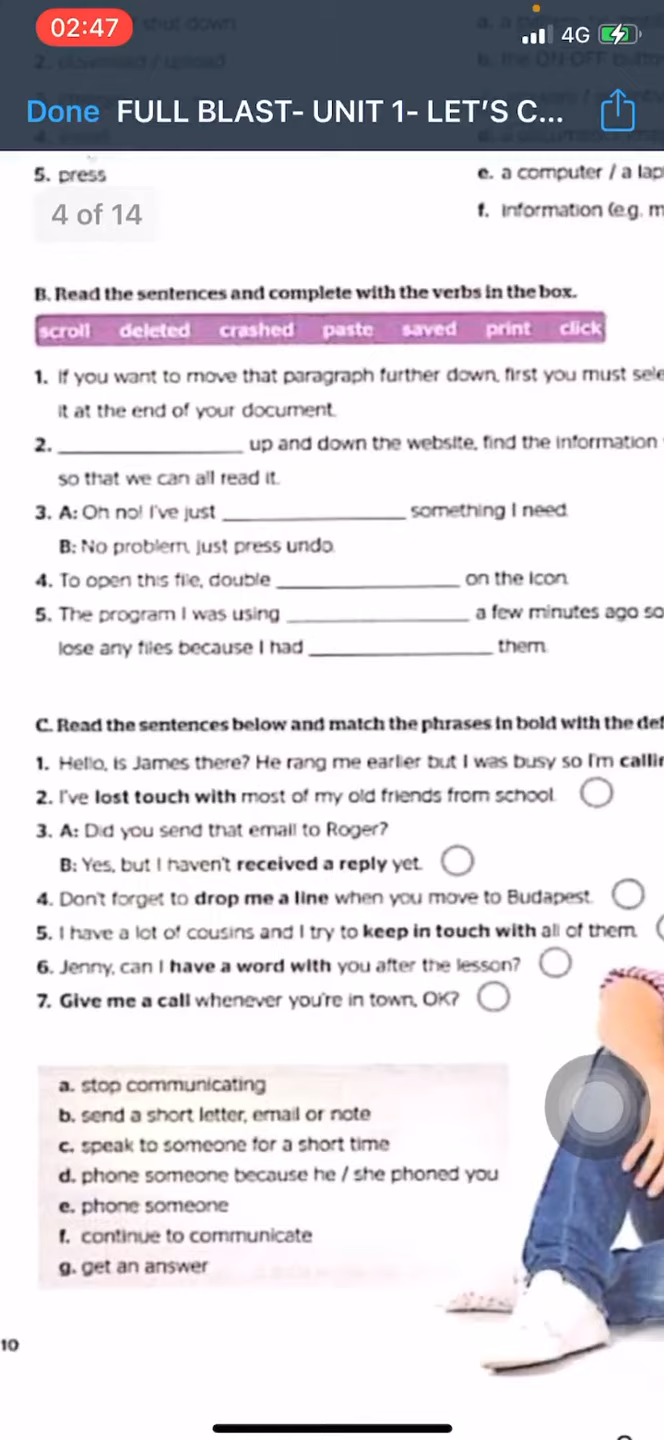 02:47
4G
Done FULL BLAST- UNIT 1- LET'S C...
5. press
e. a computer / a lap
4 of 14
f. information (e.g. m
B. Read the sentences and complete with the verbs in the box.
scroll deleted crashed paste saved print click
1. If you want to move that paragraph further down, first you must sele
it at the end of your document.
2. ____________ up and down the website, find the information
so that we can all read it.
3. A: Oh no! I've just ____________ something I need.
B: No problem, just press undo.
4. To open this file, double ____________ on the icon.
5. The program I was using ____________ a few minutes ago so
lose any files because I had ____________ them.
C. Read the sentences below and match the phrases in bold with the def
1. Hello, is James there? He rang me earlier but I was busy so I'm callin
2. I've lost touch with most of my old friends from school.
3. A: Did you send that email to Roger?
B: Yes, but I haven't received a reply yet.
4. Don't forget to drop me a line when you move to Budapest.
5. I have a lot of cousins and I try to keep in touch with all of them.
6. Jenny, can I have a word with you after the lesson?
7. Give me a call whenever you're in town, OK?
a. stop communicating
b. send a short letter, email or note
c. speak to someone for a short time
d. phone someone because he / she phoned you
e. phone someone
f. continue to communicate
g. get an answer
10